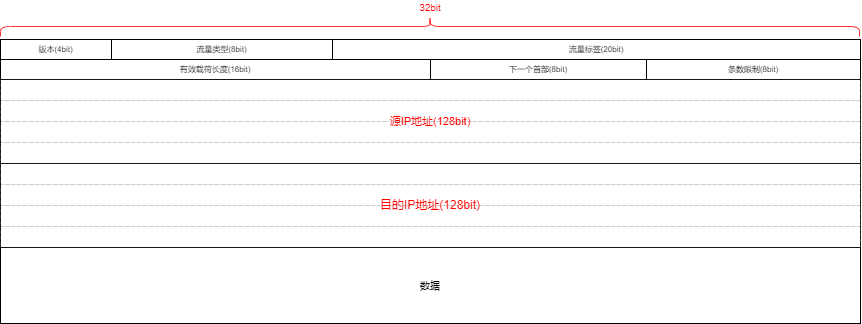 32bit
版本(4bit) 流量类型(8bit) 流量标签(20bit)
有效载荷长度(16bit) 下一个首部(8bit) 条数限制(8bit)
源IP地址(128bit)
目的IP地址(128bit)
数据